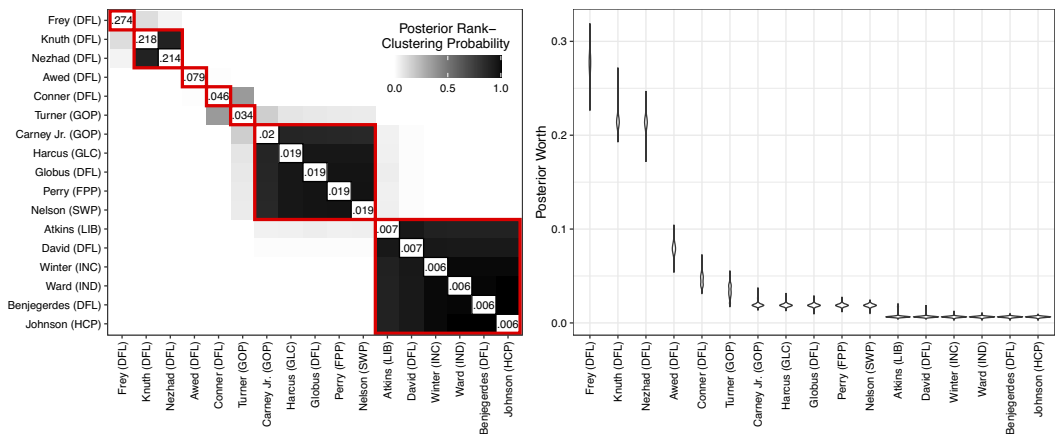 Frey (DFL)
Knuth (DFL)
Nezhad (DFL)
Awed (DFL)
Conner (DFL)
Turner (GOP)
Carney Jr. (GOP)
Harcus (GLC)
Globus (DFL)
Perry (FPP)
Nelson (SWP)
Atkins (LIB)
David (DFL)
Winter (INC)
Ward (IND)
Benjegerdes (DFL)
Johnson (HCP)
.274
.218
.214
.079
.046
.034
.02
.019
.019
.019
.019
.007
.007
.006
.006
.006
.006
Posterior Rank−
Clustering Probability
0.0 0.5 1.0
Frey (DFL)
Knuth (DFL)
Nezhad (DFL)
Awed (DFL)
Conner (DFL)
Turner (GOP)
Carney Jr. (GOP)
Harcus (GLC)
Globus (DFL)
Perry (FPP)
Nelson (SWP)
Atkins (LIB)
David (DFL)
Winter (INC)
Ward (IND)
Benjegerdes (DFL)
Johnson (HCP)
Posterior Worth
0.3
0.2
0.1
0.0
Frey (DFL)
Knuth (DFL)
Nezhad (DFL)
Awed (DFL)
Conner (DFL)
Turner (GOP)
Carney Jr. (GOP)
Harcus (GLC)
Globus (DFL)
Perry (FPP)
Nelson (SWP)
Atkins (LIB)
David (DFL)
Winter (INC)
Ward (IND)
Benjegerdes (DFL)
Johnson (HCP)